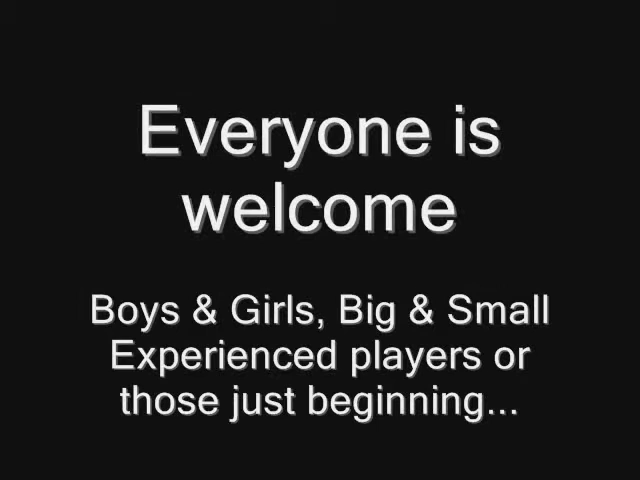 Everyone is
welcome
Boys & Girls, Big & Small
Experienced players or
those just beginning...